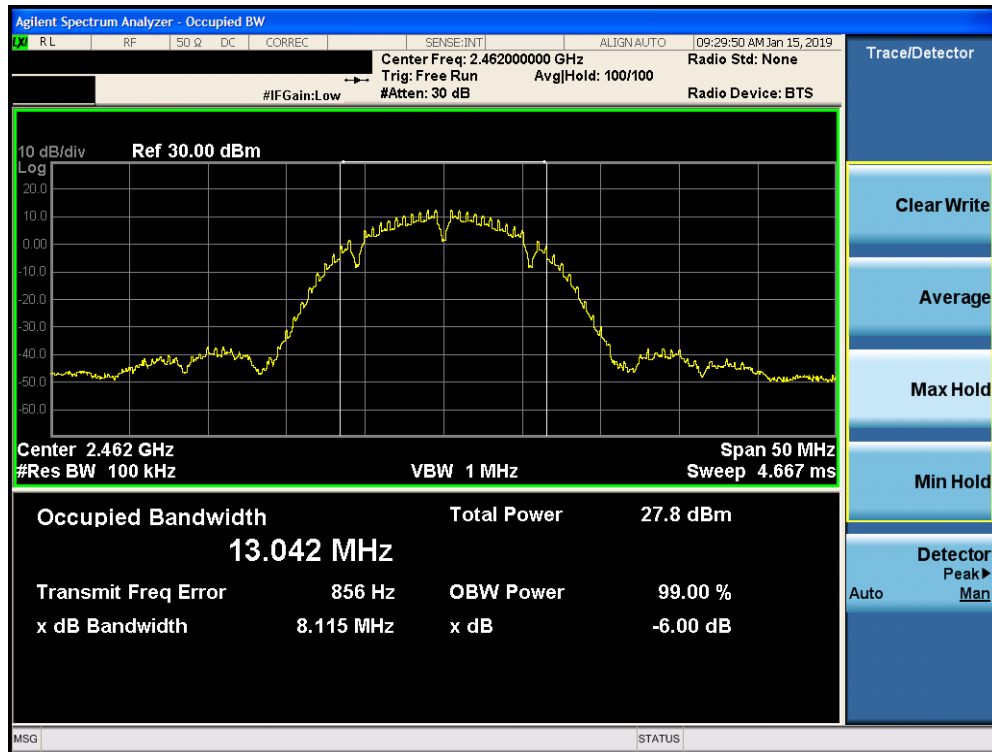 Agilent Spectrum Analyzer - Occupied BW
LXI RL RF 50 Ω DC CORREC SENSE:INT ALIGN AUTO 09:29:50 AM Jan 15, 2019
Center Freq: 2.462000000 GHz Radio Std: None
Trig: Free Run Avg|Hold: 100/100
#IFGain:Low #Atten: 30 dB Radio Device: BTS
Trace/Detector
10 dB/div Ref 30.00 dBm
Log
20.0
10.0
0.00
-10.0
-20.0
-30.0
-40.0
-50.0
-60.0
Center 2.462 GHz Span 50 MHz
#Res BW 100 kHz VBW 1 MHz Sweep 4.667 ms
Occupied Bandwidth Total Power 27.8 dBm
13.042 MHz
Transmit Freq Error 856 Hz OBW Power 99.00 %
x dB Bandwidth 8.115 MHz x dB -6.00 dB
Clear Write
Average
Max Hold
Min Hold
Detector
Peak▶
Auto Man
MSG STATUS